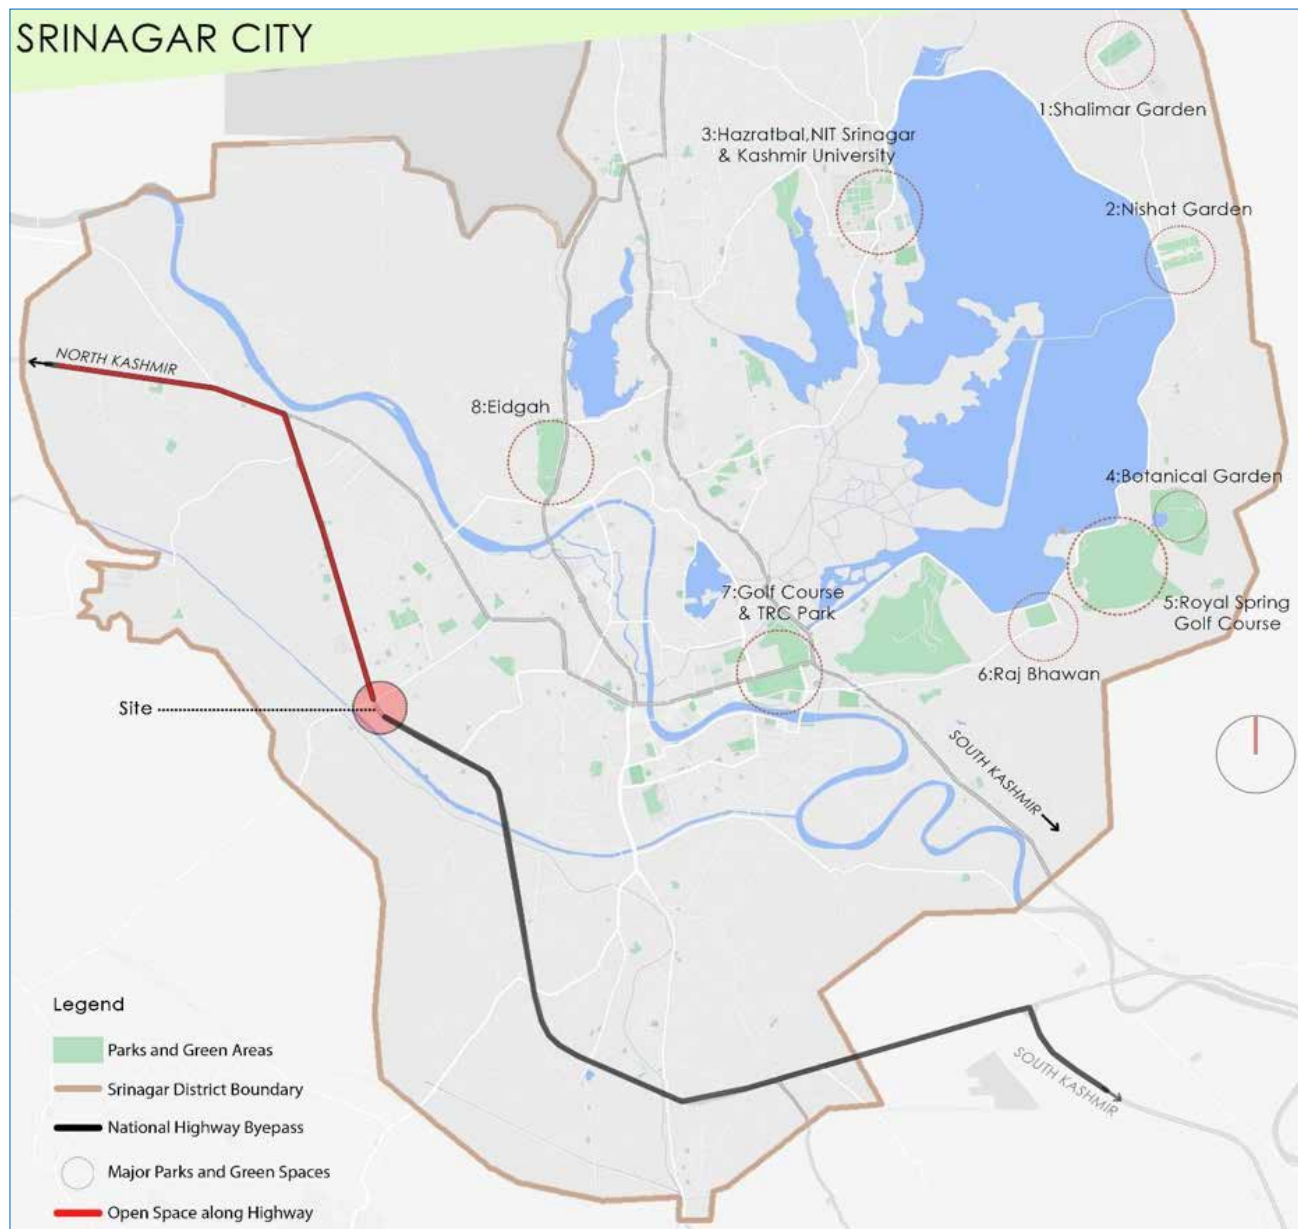 SRINAGAR CITY
1:Shalimar Garden
3:Hazratbal,NIT Srinagar
& Kashmir University
2:Nishat Garden
NORTH KASHMIR
8:Eidgah
4:Botanical Garden
7:Golf Course
& TRC Park
5:Royal Spring
Golf Course
6:Raj Bhawan
Site
SOUTH KASHMIR
Legend
Parks and Green Areas
Srinagar District Boundary
National Highway Byepass
Major Parks and Green Spaces
Open Space along Highway
SOUTH KASHMIR